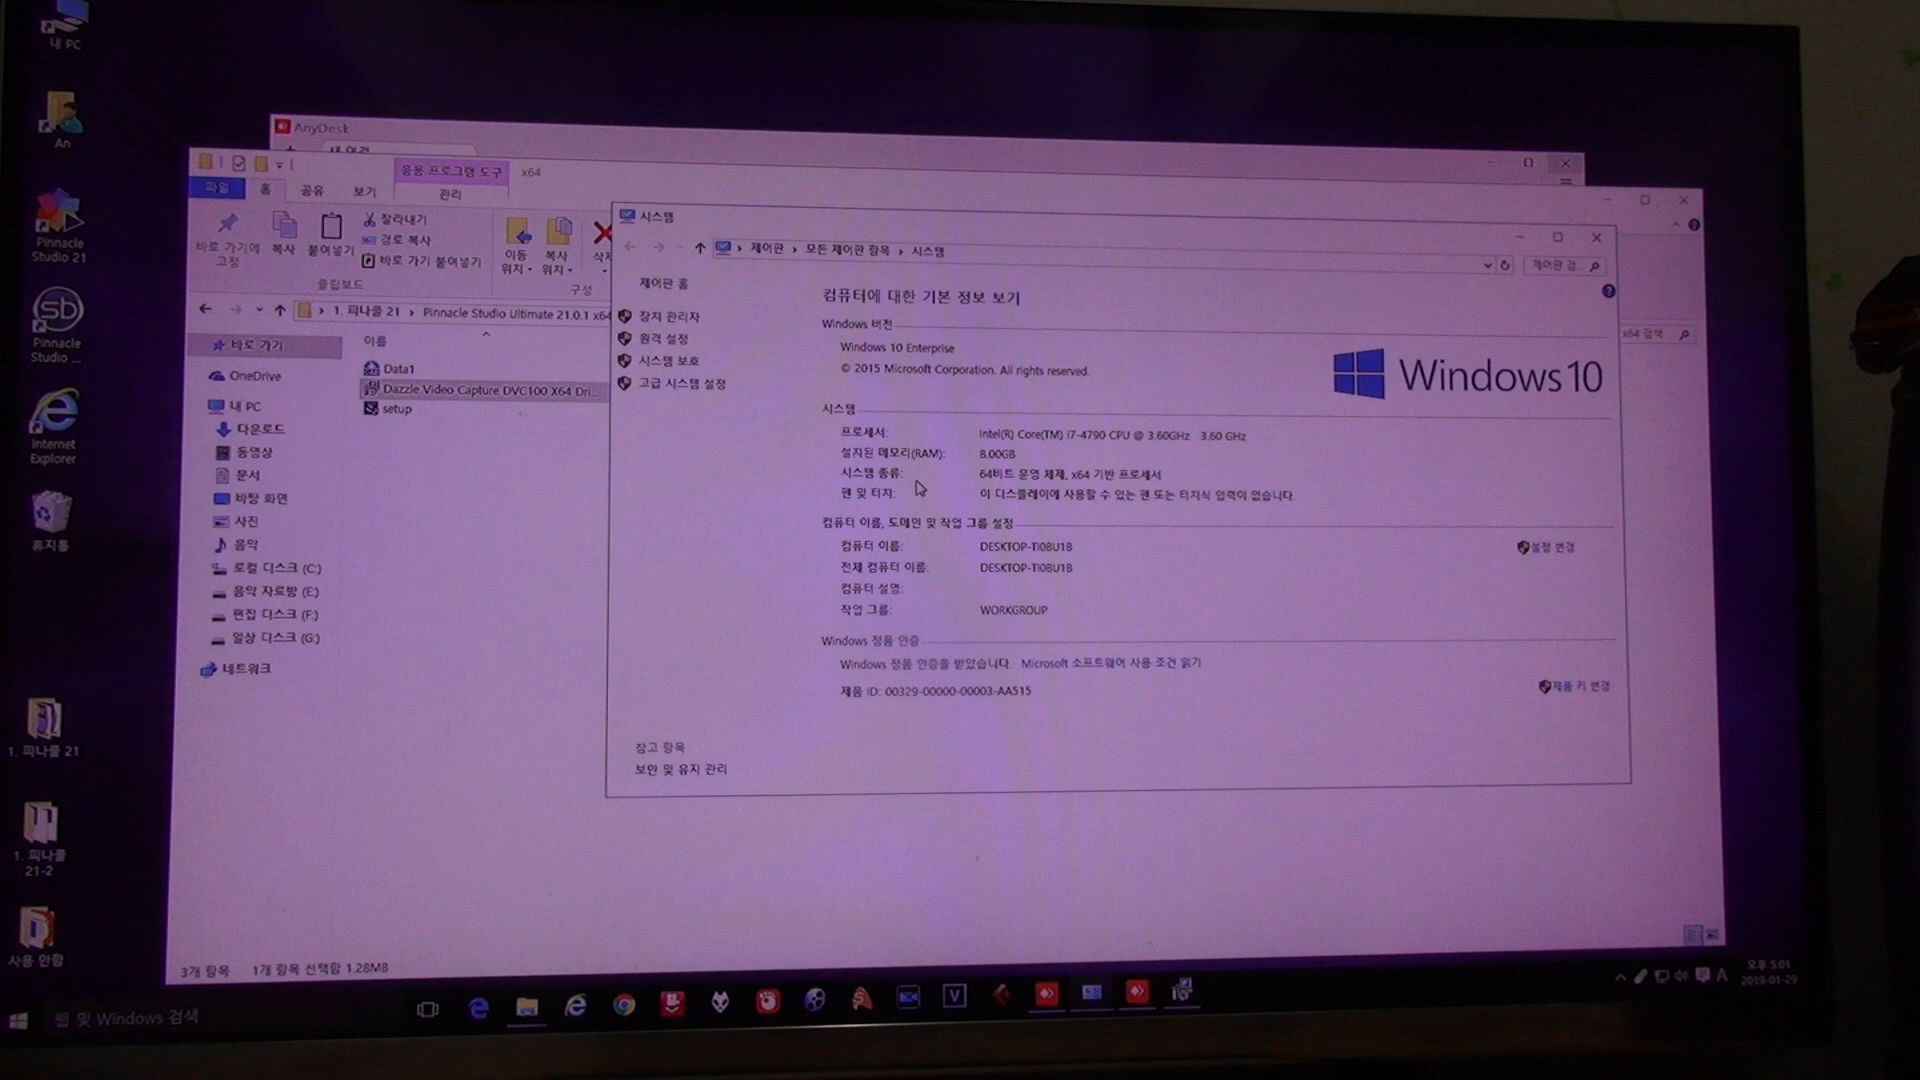 내 PC
An
Pinnacle
Studio 21
Pinnacle
Studio ...
Internet
Explorer
휴지통
1. 피나클 21
1. 피나클
21-2
사용 안함
AnyDesk
새 연결
응용 프로그램 도구
x64
파일
홈
공유
보기
관리
바로 가기에
고정
복사
붙여넣기
잘라내기
경로 복사
바로 가기 붙여넣기
클립보드
이동
위치
복사
위치
구성
1. 피나클 21 > Pinnacle Studio Ultimate 21.0.1 x64
x64 검색
바로 가기
OneDrive
내 PC
다운로드
동영상
문서
바탕 화면
사진
음악
로컬 디스크 (C:)
음악 자료방 (E:)
편집 디스크 (F:)
일상 디스크 (G:)
네트워크
이름
Data1
Dazzle Video Capture DVC100 X64 Dri...
setup
3개 항목 1개 항목 선택함 1.28MB
시스템
제어판 > 모든 제어판 항목 > 시스템
제어판 검...
제어판 홈
장치 관리자
원격 설정
시스템 보호
고급 시스템 설정
컴퓨터에 대한 기본 정보 보기
Windows 버전
Windows 10 Enterprise
© 2015 Microsoft Corporation. All rights reserved.
Windows 10
시스템
프로세서: Intel(R) Core(TM) i7-4790 CPU @ 3.60GHz 3.60 GHz
설치된 메모리(RAM): 8.00GB
시스템 종류: 64비트 운영 체제, x64 기반 프로세서
펜 및 터치: 이 디스플레이에 사용할 수 있는 펜 또는 터치식 입력이 없습니다.
컴퓨터 이름, 도메인 및 작업 그룹 설정
컴퓨터 이름: DESKTOP-TI0BU1B
설정 변경
전체 컴퓨터 이름: DESKTOP-TI0BU1B
컴퓨터 설명:
작업 그룹: WORKGROUP
Windows 정품 인증
Windows 정품 인증을 받았습니다. Microsoft 소프트웨어 사용 조건 읽기
제품 ID: 00329-00000-00003-AA515
제품 키 변경
참고 항목
보안 및 유지 관리
웹 및 Windows 검색
A
오후 5:01
2019-01-29